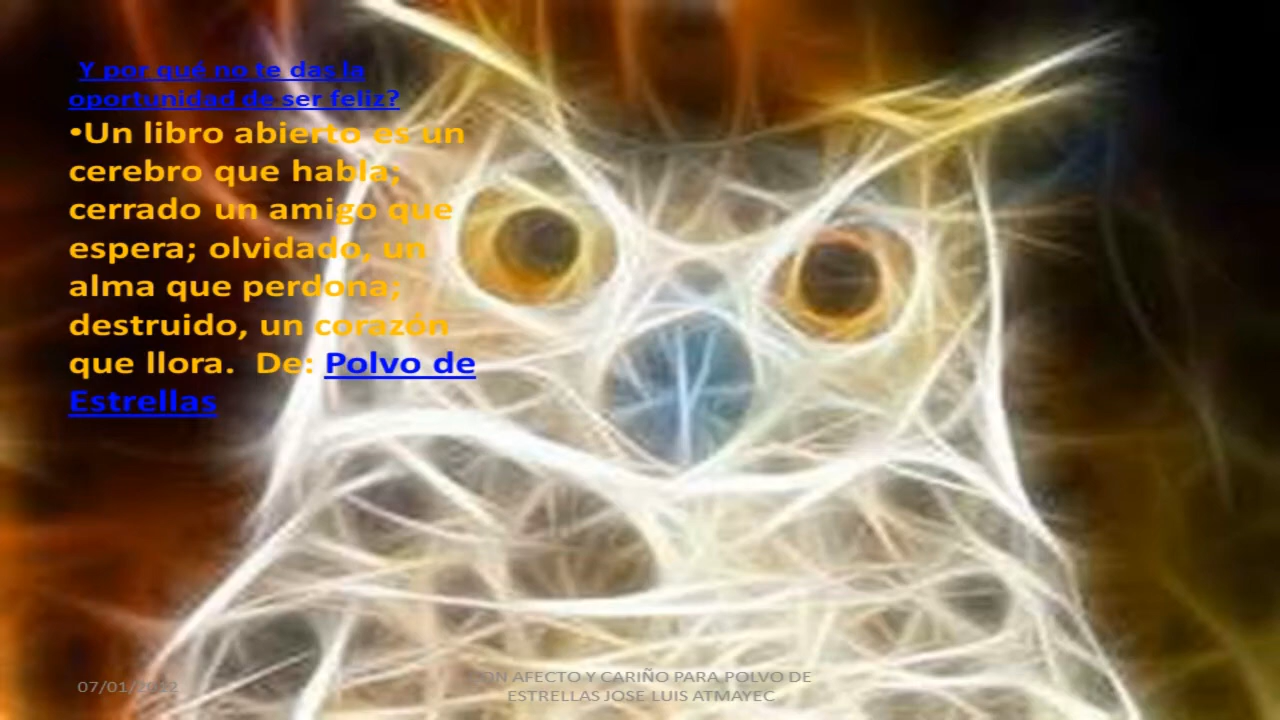 Y por qué no te das la
oportunidad de ser feliz?
•Un libro abierto es un
cerebro que habla;
cerrado un amigo que
espera; olvidado, un
alma que perdona;
destruido, un corazón
que llora.  De: Polvo de
Estrellas
07/01/2022
CON AFECTO Y CARIÑO PARA POLVO DE
ESTRELLAS JOSE LUIS ATMAYEC